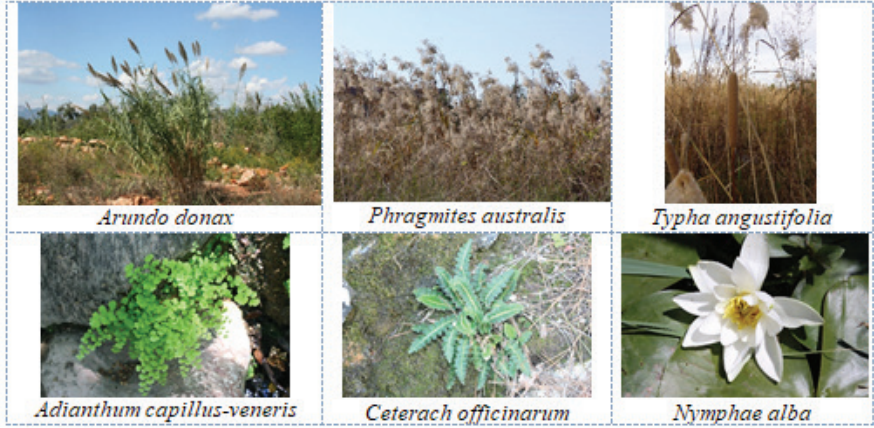 Arundo donax
Phragmites australis
Typha angustifolia
Adianthum capillus-veneris
Ceterach officinarum
Nymphae alba